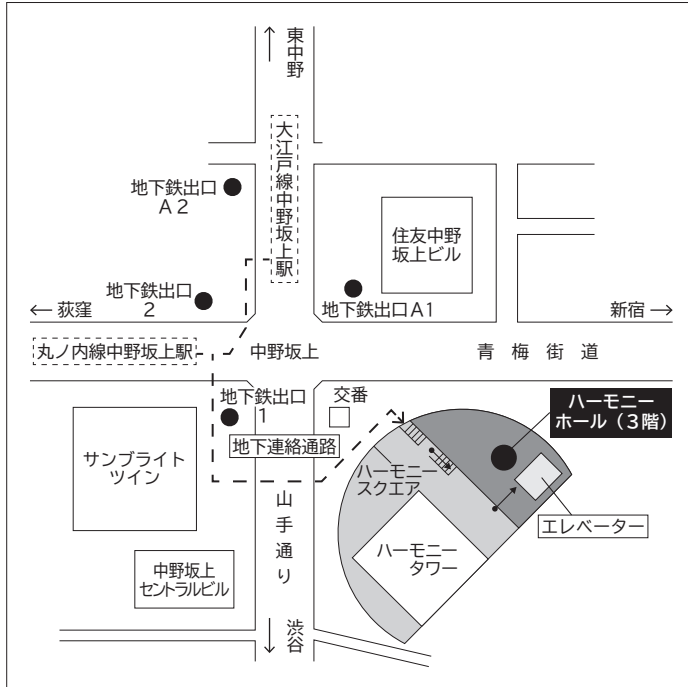 東中野
大江戸線中野坂上駅
地下鉄出口
A2
住友中野
坂上ビル
地下鉄出口
2
地下鉄出口A1
← 荻窪
新宿→
丸ノ内線中野坂上駅
中野坂上
青梅街道
地下鉄出口
1
交番
ハーモニー
ホール（3階）
地下連絡通路
サンブライト
ツイン
ハーモニー
スクエア
エレベーター
山手通り
ハーモニー
タワー
中野坂上
セントラルビル
渋谷